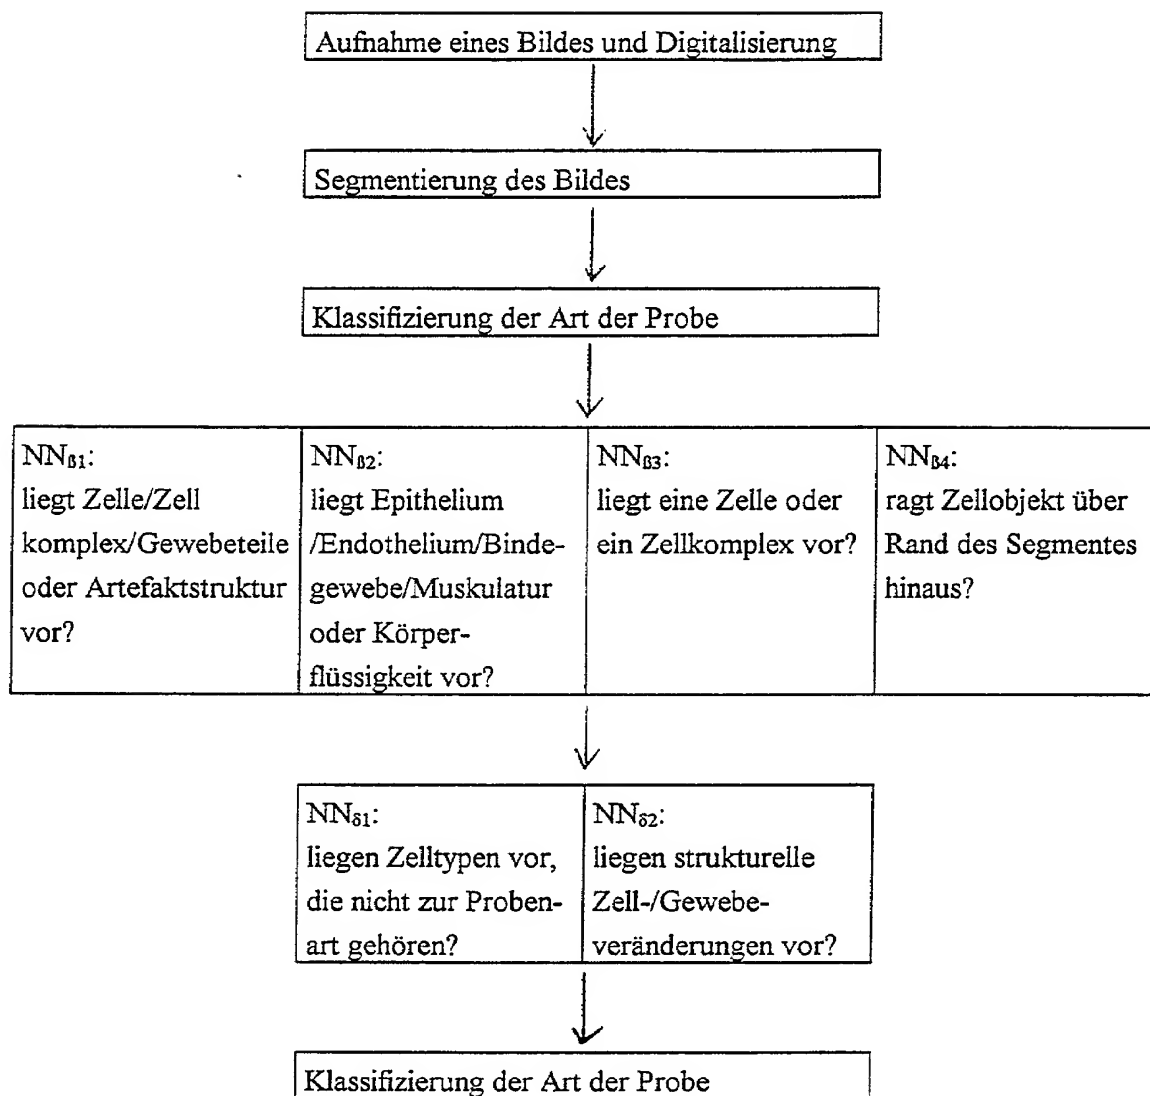 Aufnahme eines Bildes und Digitalisierung
Segmentierung des Bildes
Klassifizierung der Art der Probe
NNß1:
liegt Zelle/Zell
komplex/Gewebeteile
oder Artefaktstruktur
vor?
NNß2:
liegt Epithelium
/Endothelium/Binde-
gewebe/Muskulatur
oder Körper-
flüssigkeit vor?
NNß3:
liegt eine Zelle oder
ein Zellkomplex vor?
NNß4:
ragt Zellobjekt über
Rand des Segmentes
hinaus?
NNδ1:
liegen Zelltypen vor,
die nicht zur Proben-
art gehören?
NNδ2:
liegen strukturelle
Zell-/Gewebe-
veränderungen vor?
Klassifizierung der Art der Probe